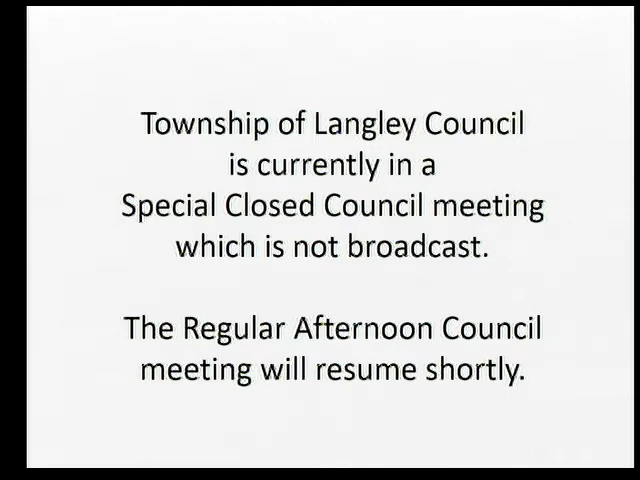 Township of Langley Council
is currently in a
Special Closed Council meeting
which is not broadcast.
The Regular Afternoon Council
meeting will resume shortly.